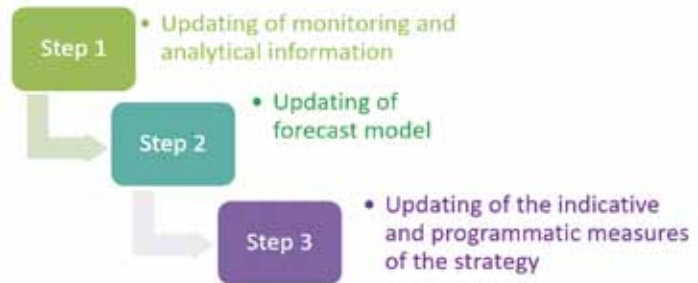 Step 1
• Updating of monitoring and
analytical information
Step 2
• Updating of
forecast model
Step 3
• Updating of the indicative
and programmatic measures
of the strategy